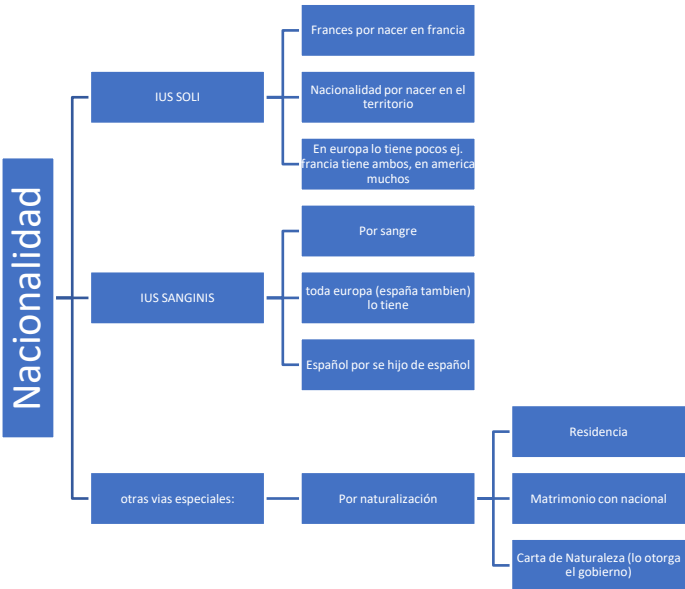 Nacionalidad
IUS SOLI
Frances por nacer en francia
Nacionalidad por nacer en el
territorio
En europa lo tiene pocos ej.
francia tiene ambos, en america
muchos
IUS SANGINIS
Por sangre
toda europa (españa tambien)
lo tiene
Español por se hijo de español
otras vias especiales:
Por naturalización
Residencia
Matrimonio con nacional
Carta de Naturaleza (lo otorga
el gobierno)